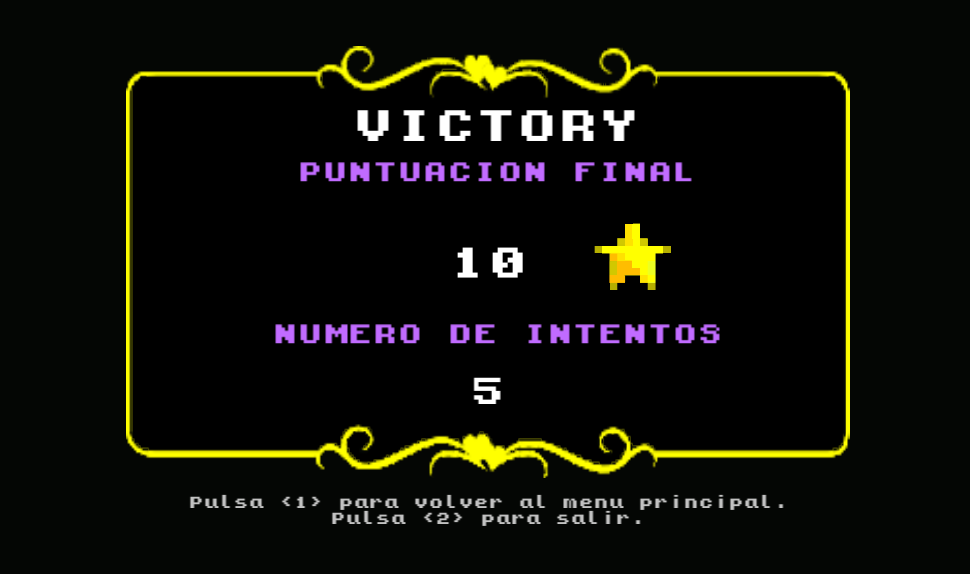 VICTORY
PUNTUACION FINAL
10
NUMERO DE INTENTOS
5
Pulsa <1> para volver al menu principal.
Pulsa <2> para salir.